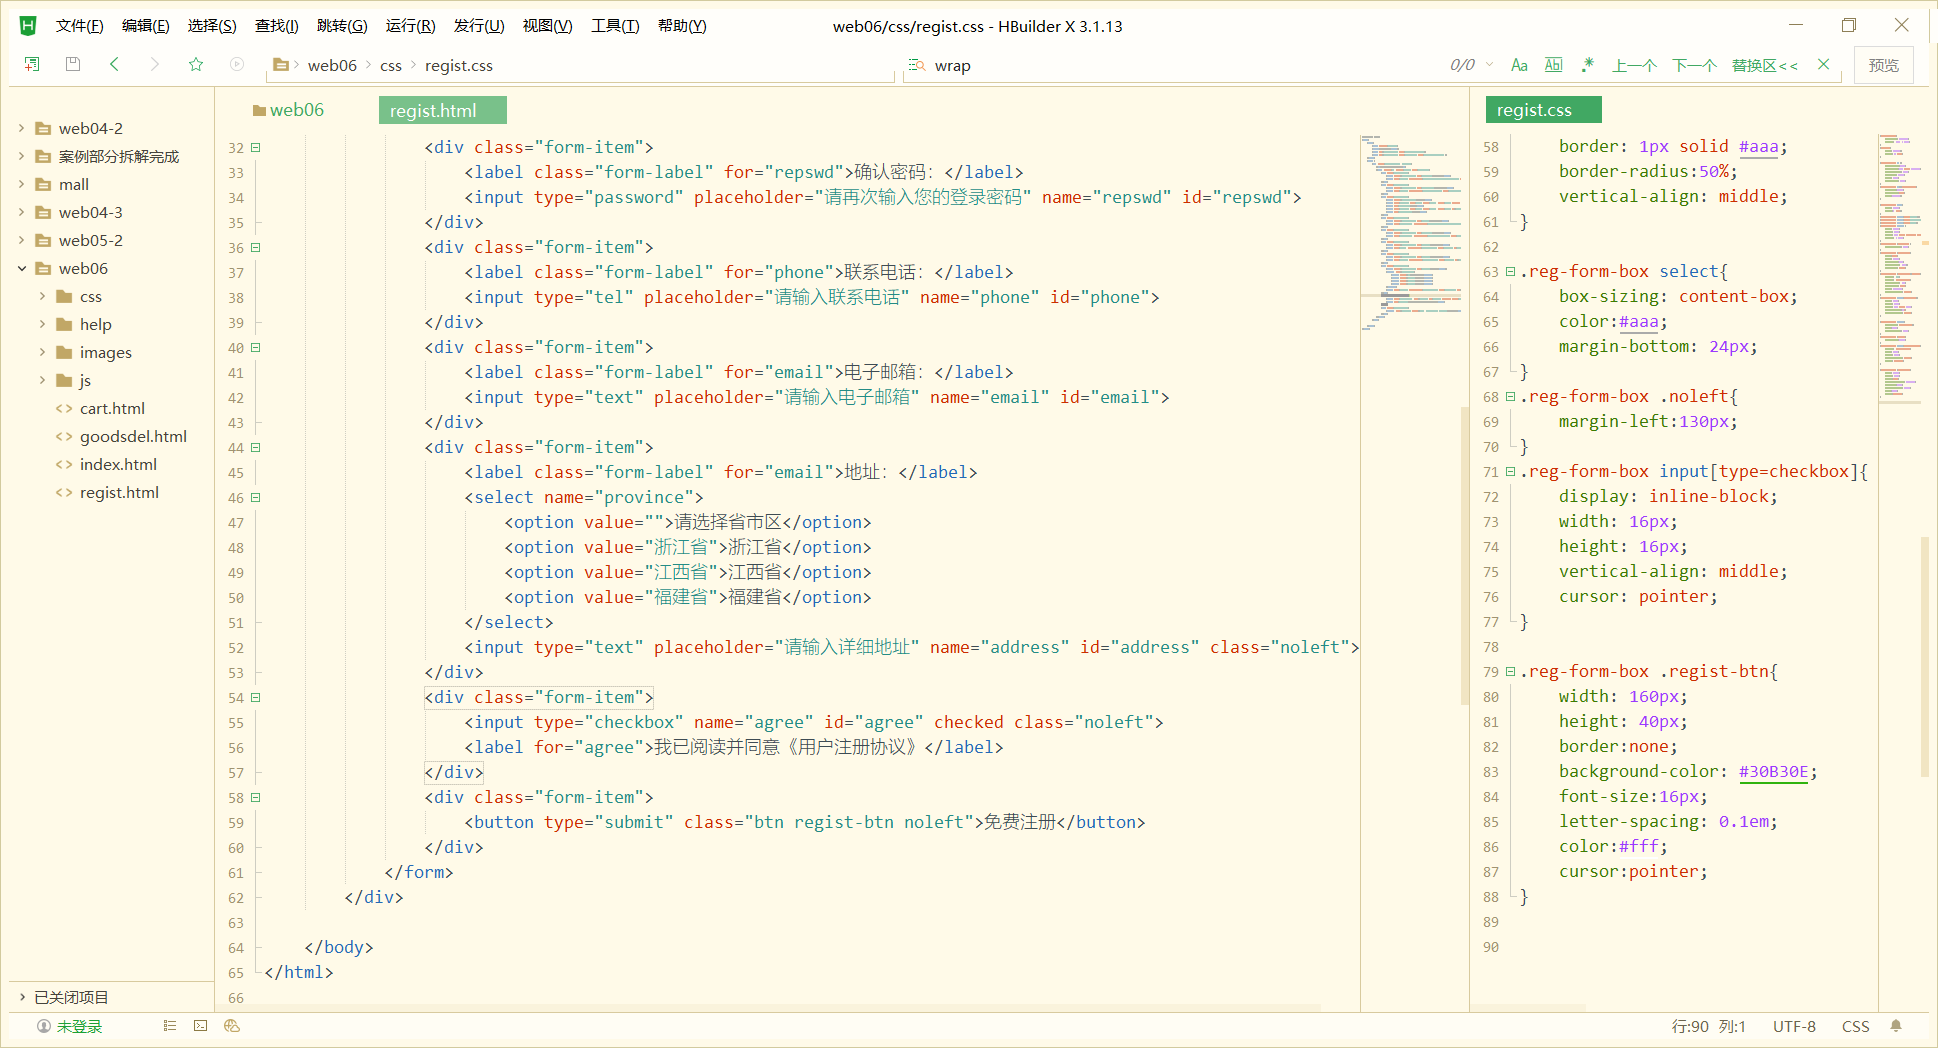 文件(F) 编辑(E) 选择(S) 查找(I) 跳转(G) 运行(R) 发行(U) 视图(V) 工具(T) 帮助(Y) web06/css/regist.css - HBuilder X 3.1.13
web06 css regist.css wrap 0/0 Aa Ab| .* 上一个 下一个 替换区<< 预览
web04-2
案例部分拆解完成
mall
web04-3
web05-2
web06
css
help
images
js
cart.html
goodsdel.html
index.html
regist.html
已关闭项目
web06 regist.html
32 <div class="form-item">
33 <label class="form-label" for="repswd">确认密码：</label>
34 <input type="password" placeholder="请再次输入您的登录密码" name="repswd" id="repswd">
35 </div>
36 <div class="form-item">
37 <label class="form-label" for="phone">联系电话：</label>
38 <input type="tel" placeholder="请输入联系电话" name="phone" id="phone">
39 </div>
40 <div class="form-item">
41 <label class="form-label" for="email">电子邮箱：</label>
42 <input type="text" placeholder="请输入电子邮箱" name="email" id="email">
43 </div>
44 <div class="form-item">
45 <label class="form-label" for="email">地址：</label>
46 <select name="province">
47 <option value="">请选择省市区</option>
48 <option value="浙江省">浙江省</option>
49 <option value="江西省">江西省</option>
50 <option value="福建省">福建省</option>
51 </select>
52 <input type="text" placeholder="请输入详细地址" name="address" id="address" class="noleft">
53 </div>
54 <div class="form-item">
55 <input type="checkbox" name="agree" id="agree" checked class="noleft">
56 <label for="agree">我已阅读并同意《用户注册协议》</label>
57 </div>
58 <div class="form-item">
59 <button type="submit" class="btn regist-btn noleft">免费注册</button>
60 </div>
61 </form>
62 </div>
63
64 </body>
65 </html>
66
regist.css
58 border: 1px solid #aaa;
59 border-radius:50%;
60 vertical-align: middle;
61 }
62
63 .reg-form-box select{
64 box-sizing: content-box;
65 color:#aaa;
66 margin-bottom: 24px;
67 }
68 .reg-form-box .noleft{
69 margin-left:130px;
70 }
71 .reg-form-box input[type=checkbox]{
72 display: inline-block;
73 width: 16px;
74 height: 16px;
75 vertical-align: middle;
76 cursor: pointer;
77 }
78
79 .reg-form-box .regist-btn{
80 width: 160px;
81 height: 40px;
82 border:none;
83 background-color: #30B30E;
84 font-size:16px;
85 letter-spacing: 0.1em;
86 color:#fff;
87 cursor:pointer;
88 }
89
90
未登录 行:90 列:1 UTF-8 CSS